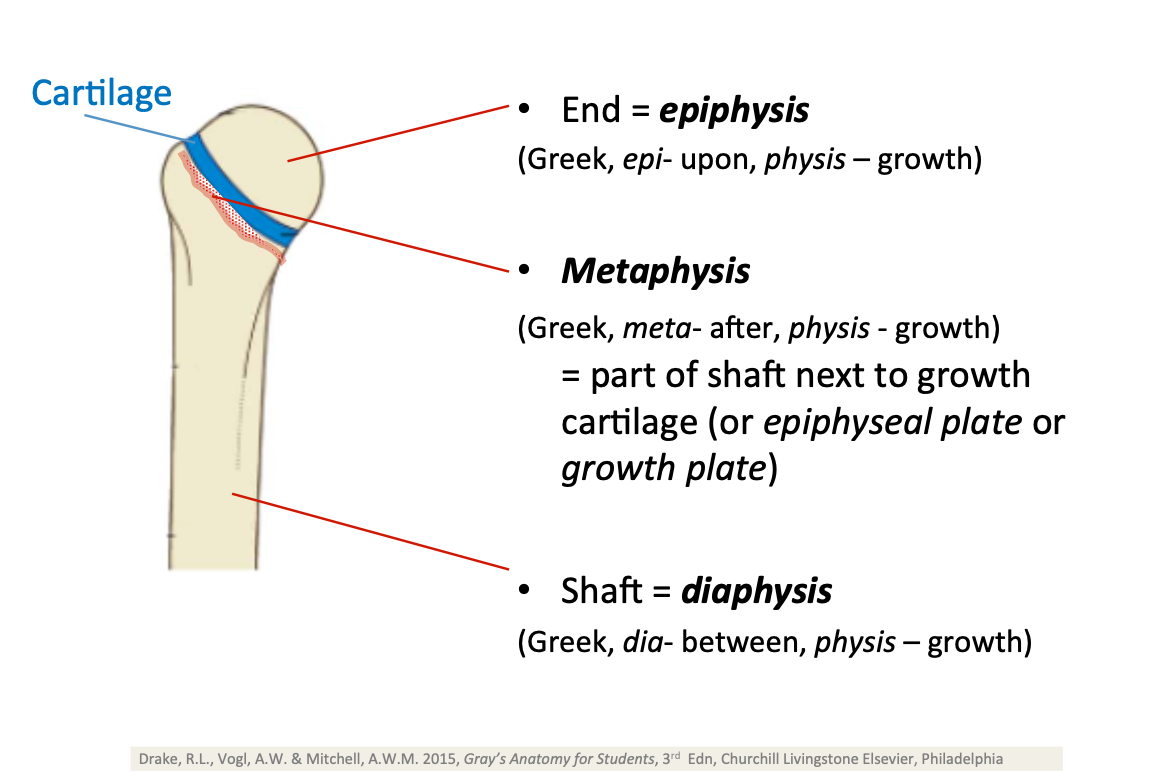 Cartilage
• End = epiphysis
(Greek, epi- upon, physis – growth)
• Metaphysis
(Greek, meta- after, physis - growth)
= part of shaft next to growth
cartilage (or epiphyseal plate or
growth plate)
• Shaft = diaphysis
(Greek, dia- between, physis – growth)
Drake, R.L., Vogl, A.W. & Mitchell, A.W.M. 2015, Gray’s Anatomy for Students, 3rd Edn, Churchill Livingstone Elsevier, Philadelphia